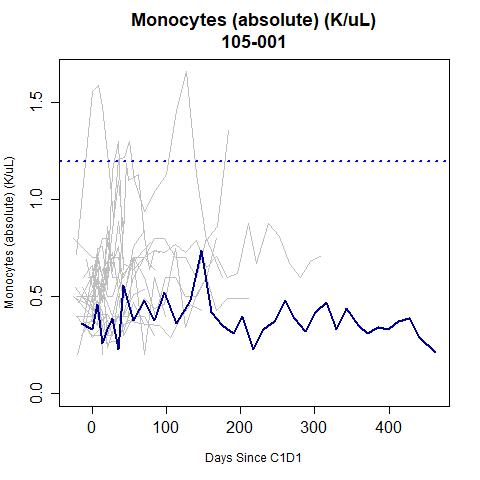 Monocytes (absolute) (K/uL)
105-001
Monocytes (absolute) (K/uL)
1.5
1.0
0.5
0.0
0 100 200 300 400
Days Since C1D1